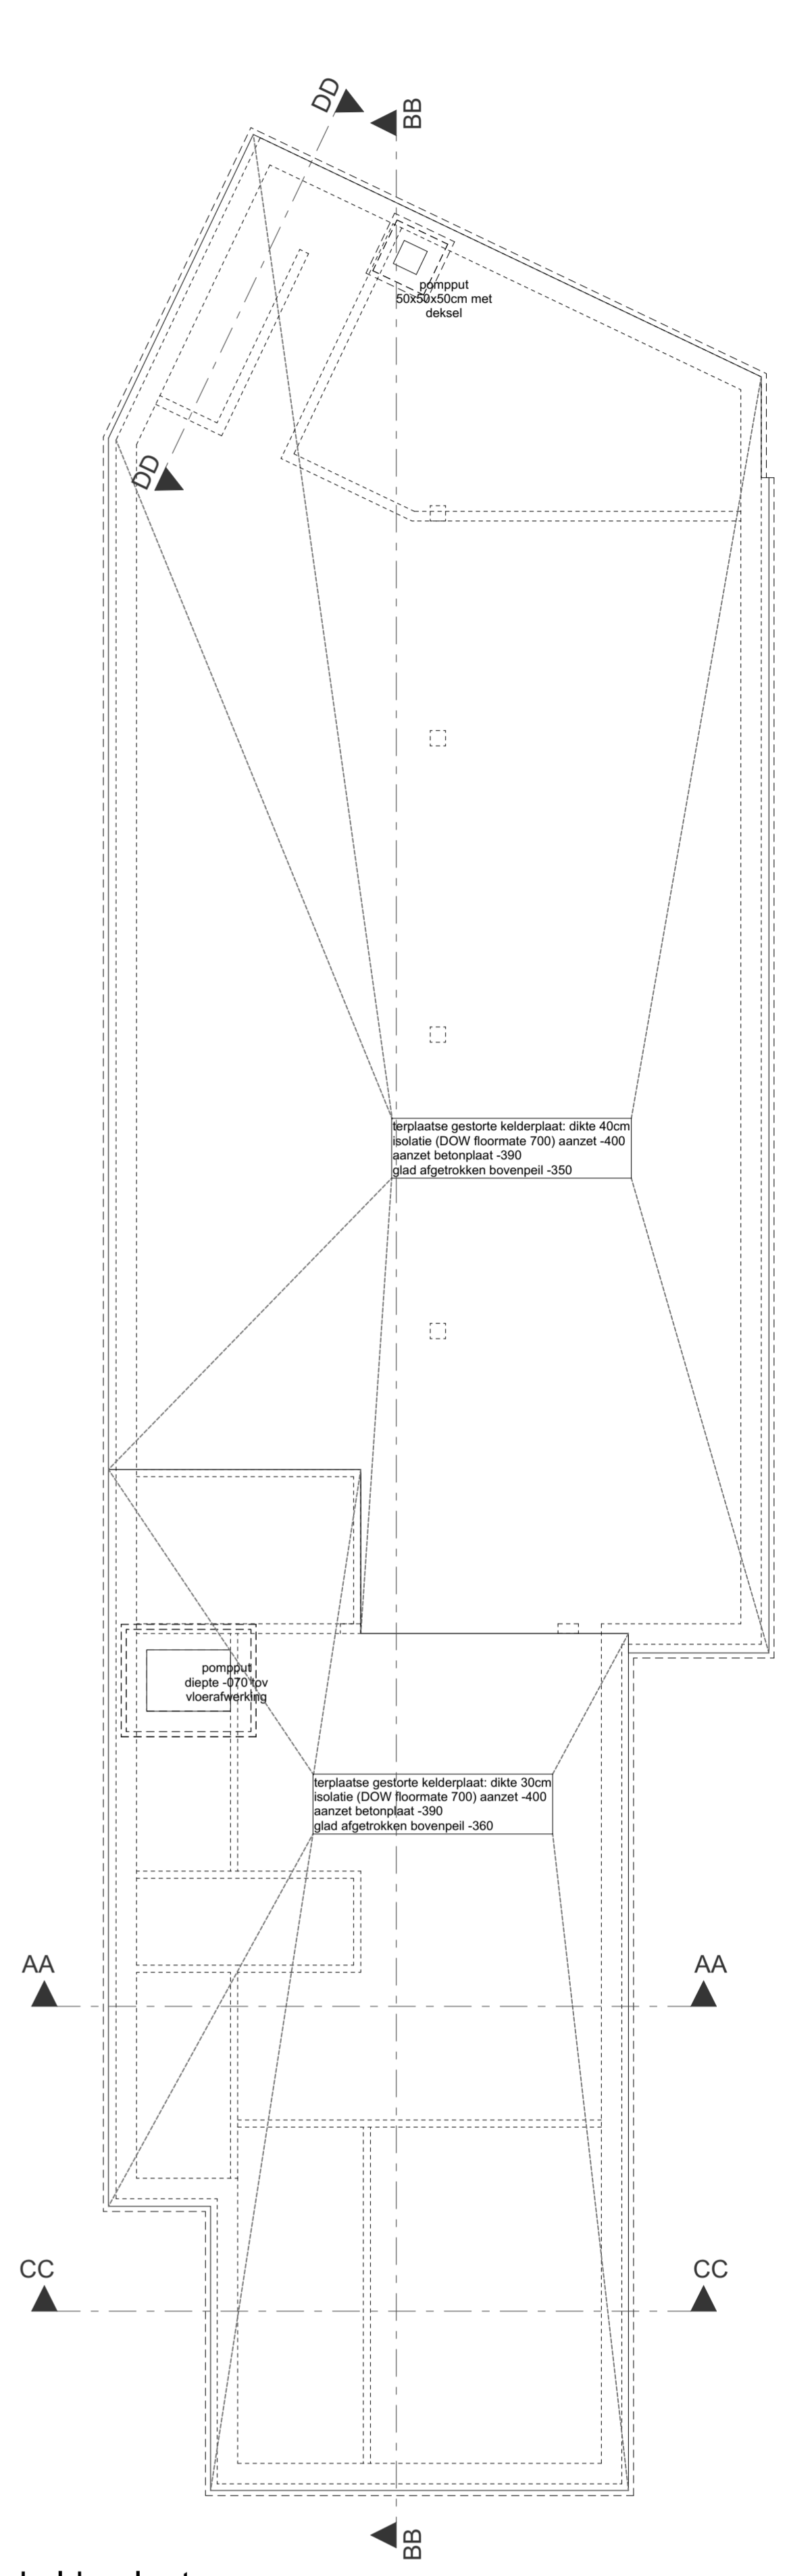 DD
BB
pompput
50x50x50cm met
deksel
DD
terplaatse gestorte kelderplaat: dikte 40cm
isolatie (DOW floormate 700) aanzet -400
aanzet betonplaat -390
glad afgetrokken bovenpeil -350
pompput
diepte -070 tov
vloerafwerking
terplaatse gestorte kelderplaat: dikte 30cm
isolatie (DOW floormate 700) aanzet -400
aanzet betonplaat -390
glad afgetrokken bovenpeil -360
AA
AA
CC
CC
BB